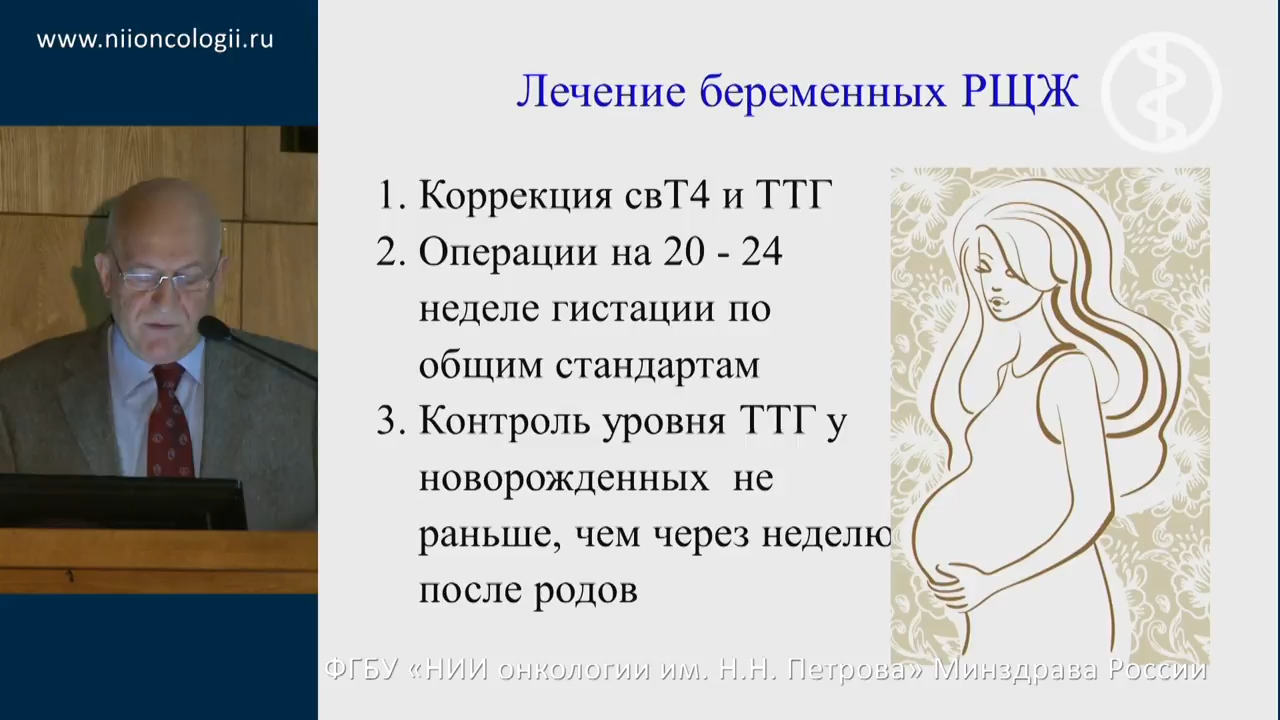 www.niioncologii.ru
Лечение беременных РЩЖ
1. Коррекция свТ4 и ТТГ
2. Операции на 20 - 24
неделе гистации по
общим стандартам
3. Контроль уровня ТТГ у
новорожденных не
раньше, чем через неделю
после родов
ФГБУ «НИИ онкологии им. Н.Н. Петрова» Минздрава России